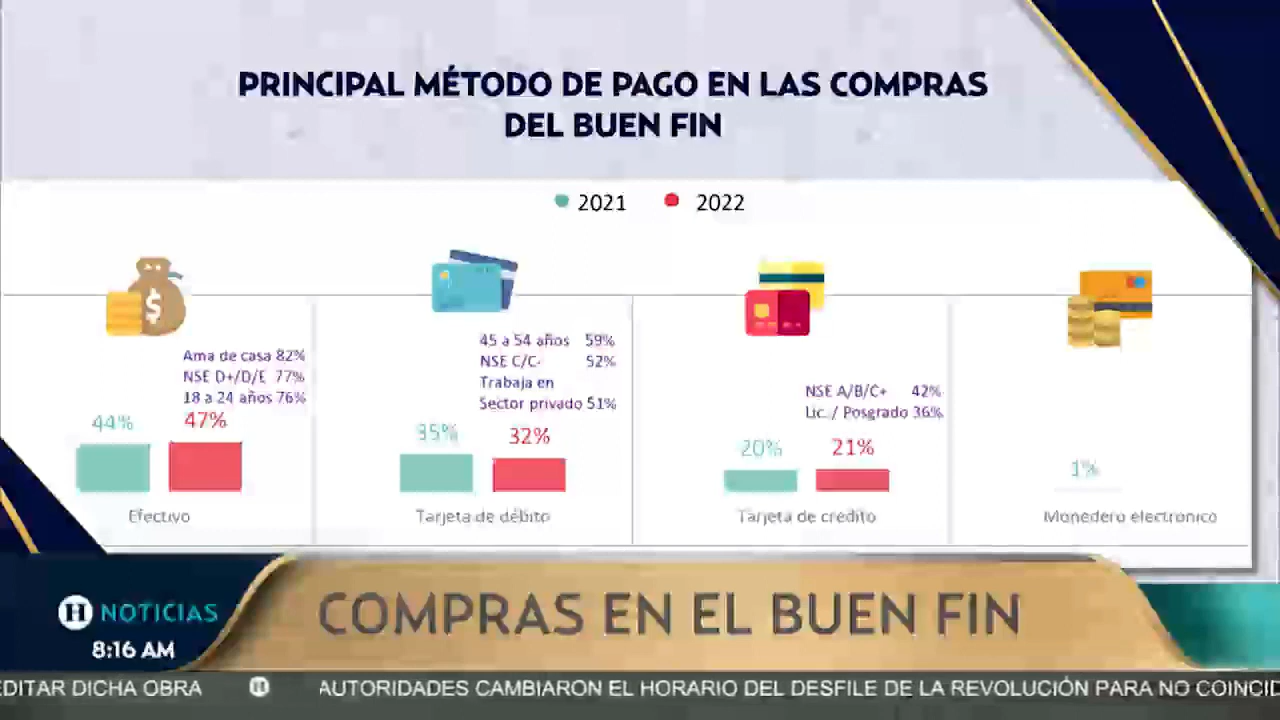 PRINCIPAL MÉTODO DE PAGO EN LAS COMPRAS
DEL BUEN FIN
2021 2022
Ama de casa 82%
NSE D+/D/E 77%
18 a 24 años 76%
44% 47%
Efectivo
45 a 54 años 59%
NSE C/C- 52%
Trabaja en
Sector privado 51%
35% 32%
Tarjeta de débito
NSE A/B/C+ 42%
Lic. / Posgrado 36%
20% 21%
Tarjeta de crédito
1%
Monedero electrónico
H NOTICIAS
8:16 AM
COMPRAS EN EL BUEN FIN
EDITAR DICHA OBRA H AUTORIDADES CAMBIARON EL HORARIO DEL DESFILE DE LA REVOLUCIÓN PARA NO COINCID